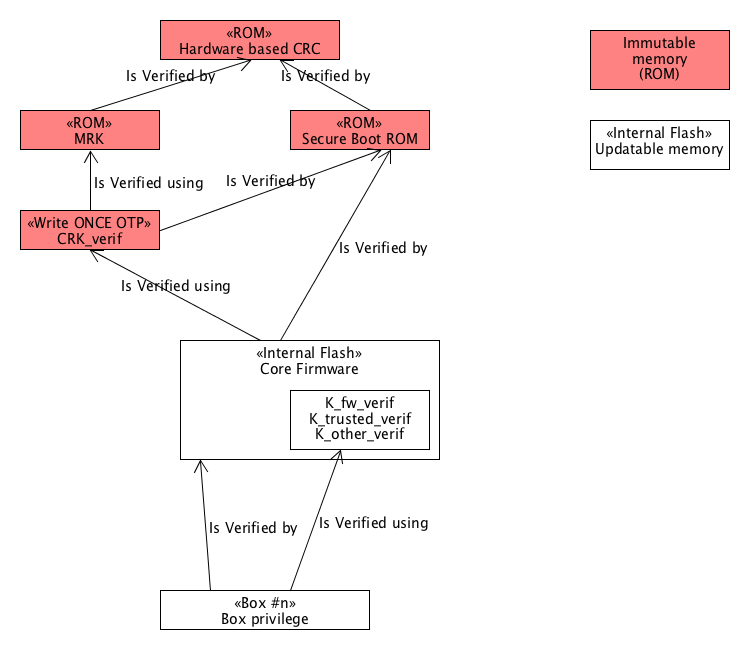 «ROM»
Hardware based CRC
Immutable
memory
(ROM)
Is Verified by
Is Verified by
«ROM»
MRK
«ROM»
Secure Boot ROM
«Internal Flash»
Updatable memory
Is Verified using
Is Verified by
«Write ONCE OTP»
CRK_verif
Is Verified by
Is Verified using
«Internal Flash»
Core Firmware
K_fw_verif
K_trusted_verif
K_other_verif
Is Verified by
Is Verified using
«Box #n»
Box privilege